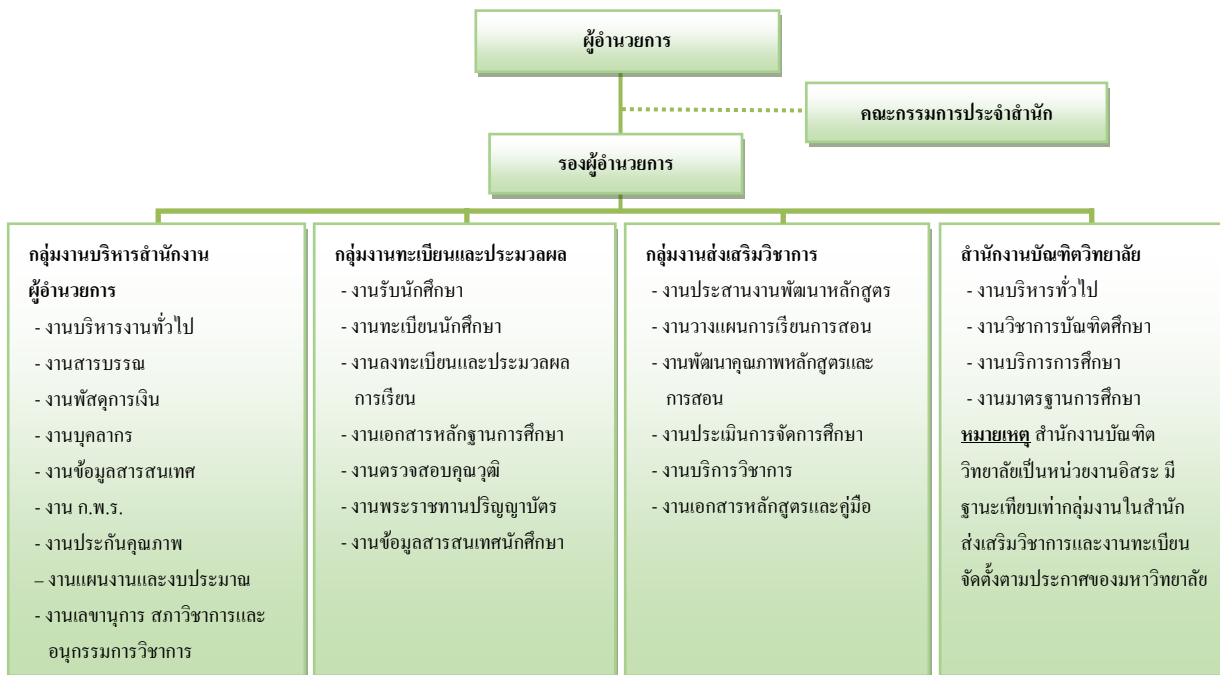 ผู้อำนวยการ
คณะกรรมการประจำสำนัก
รองผู้อำนวยการ
กลุ่มงานบริหารสำนักงาน
ผู้อำนวยการ
- งานบริหารงานทั่วไป
- งานสารบรรณ
- งานพัสดุการเงิน
- งานบุคลากร
- งานข้อมูลสารสนเทศ
- งาน ก.พ.ร.
- งานประกันคุณภาพ
– งานแผนงานและงบประมาณ
- งานเลขานุการ สภาวิชาการและ
อนุกรรมการวิชาการ
กลุ่มงานทะเบียนและประมวลผล
- งานรับนักศึกษา
- งานทะเบียนนักศึกษา
- งานลงทะเบียนและประมวลผล
การเรียน
- งานเอกสารหลักฐานการศึกษา
- งานตรวจสอบคุณวุฒิ
- งานพระราชทานปริญญาบัตร
- งานข้อมูลสารสนเทศนักศึกษา
กลุ่มงานส่งเสริมวิชาการ
- งานประสานงานพัฒนาหลักสูตร
- งานวางแผนการเรียนการสอน
- งานพัฒนาคุณภาพหลักสูตรและ
การสอน
- งานประเมินการจัดการศึกษา
- งานบริการวิชาการ
- งานเอกสารหลักสูตรและคู่มือ
สำนักงานบัณฑิตวิทยาลัย
- งานบริหารทั่วไป
- งานวิชาการบัณฑิตศึกษา
- งานบริการการศึกษา
- งานมาตรฐานการศึกษา
หมายเหตุ สำนักงานบัณฑิต
วิทยาลัยเป็นหน่วยงานอิสระ มี
ฐานะเทียบเท่ากลุ่มงานในสำนัก
ส่งเสริมวิชาการและงานทะเบียน
จัดตั้งตามประกาศของมหาวิทยาลัย